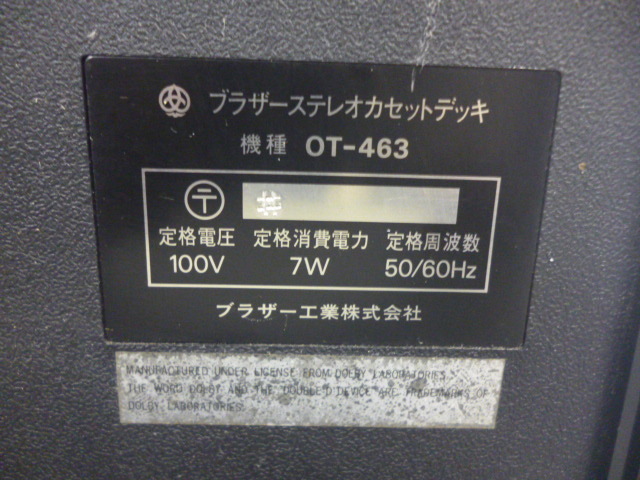 ブラザーステレオカセットデッキ
機種 OT-463
〒 井
定格電圧 定格消費電力 定格周波数
100V 7W 50/60Hz
ブラザー工業株式会社
MANUFACTURED UNDER LICENSE FROM DOLBY LABORATORIES.
THE WORD DOLBY AND THE DOUBLE D DEVICE ARE TRADEMARKS OF
DOLBY LABORATORIES